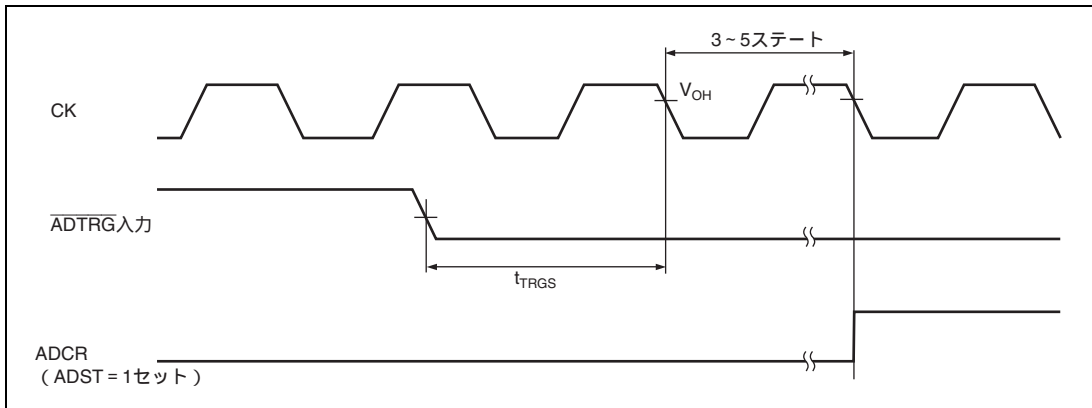 3~5ステート
CK
VOH
ADTRG入力
tTRGS
ADCR
(ADST = 1セット)